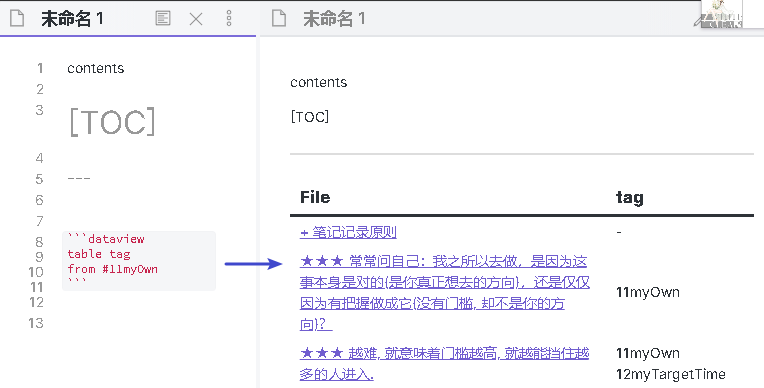 未命名 1
1 contents
2
3 [TOC]
4
5 ---
6
7
8 ```dataview
9 table tag
10 from #11myOwn
11 ```
12
13
未命名 1
contents
[TOC]
File tag
+ 笔记记录原则 -
★★★ 常常问自己：我之所以去做，是因为这
事本身是对的(是你真正想去的方向)，还是仅仅
因为有把握做成它(没有门槛, 却不是你的方
向)？
11myOwn
★★★ 越难, 就意味着门槛越高, 就越能挡住越
多的人进入.
11myOwn
12myTargetTime